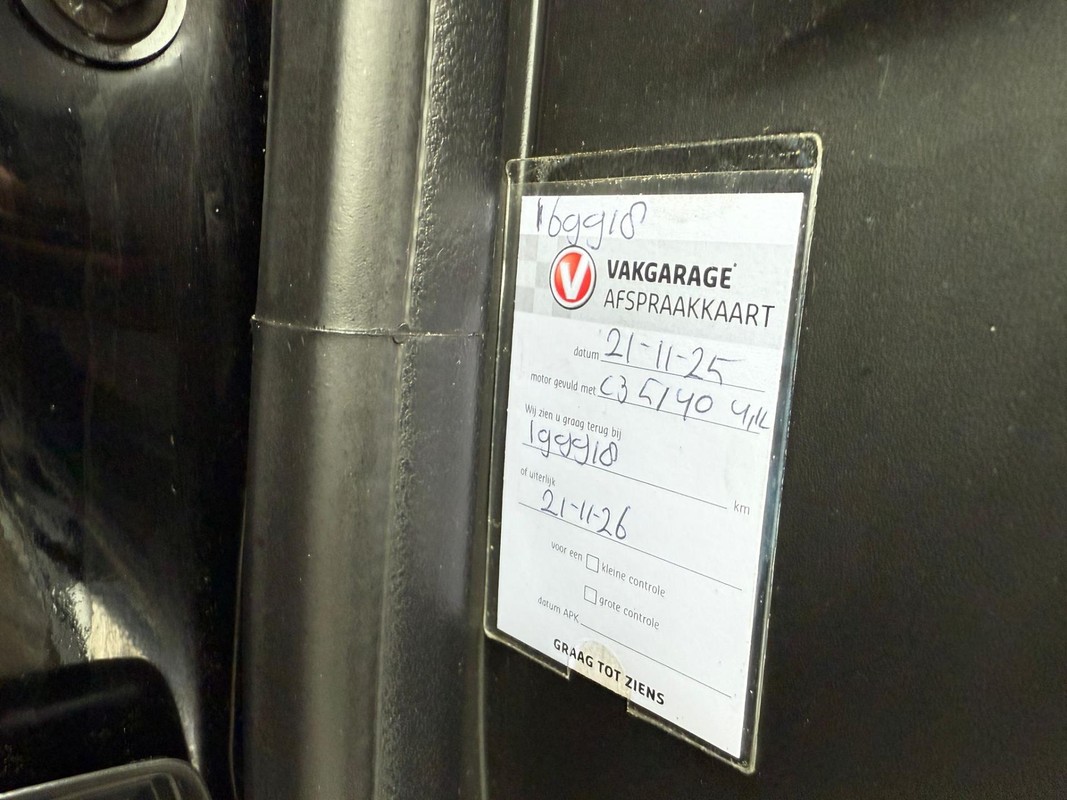 169918
V VAKGARAGE
AFSPRAAKKAART
datum 21-11-25
motor gevuld met C3 5/40 4,1L
Wij zien u graag terug bij
199918 km
of uiterlijk
21-11-26
voor een kleine controle
grote controle
datum APK
GRAAG TOT ZIENS